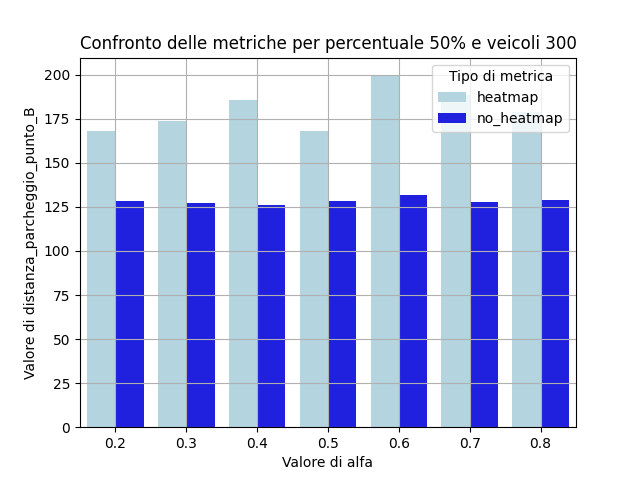 Confronto delle metriche per percentuale 50% e veicoli 300
Tipo di metrica
heatmap
no_heatmap
Valore di distanza_parcheggio_punto_B
200
175
150
125
100
75
50
25
0
0.2 0.3 0.4 0.5 0.6 0.7 0.8
Valore di alfa